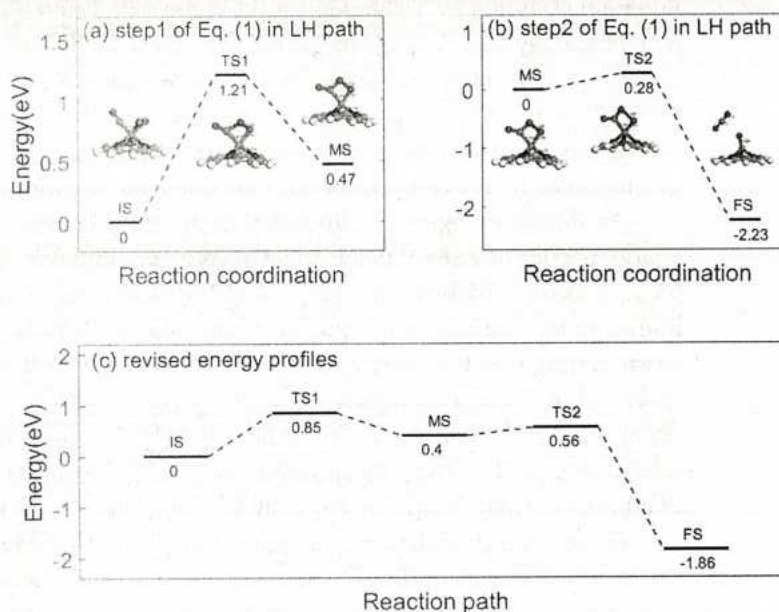 (a) step1 of Eq. (1) in LH path
1.5
1
0.5
0
Energy(eV)
TS1
1.21
MS
0.47
IS
0
Reaction coordination
(b) step2 of Eq. (1) in LH path
1
0
-1
-2
MS
0
TS2
0.28
FS
-2.23
Reaction coordination
(c) revised energy profiles
2
1
0
-1
-2
Energy(eV)
IS
0
TS1
0.85
MS
0.4
TS2
0.56
FS
-1.86
Reaction path